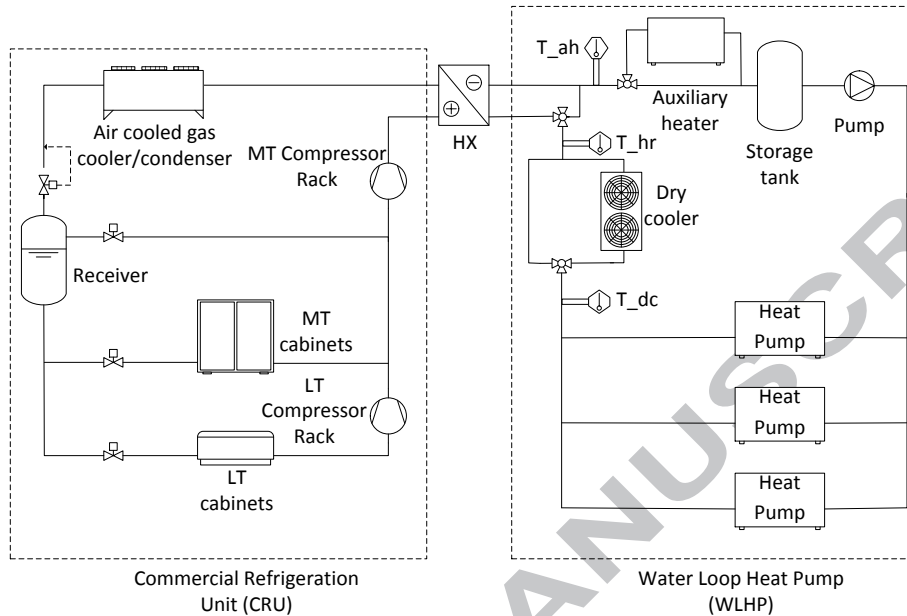 T_ah
Auxiliary
heater
Storage
tank
Pump
Air cooled gas
cooler/condenser
MT Compressor
Rack
HX
T_hr
Dry
cooler
Receiver
T_dc
MT
cabinets
LT
Compressor
Rack
LT
cabinets
Heat
Pump
Heat
Pump
Heat
Pump
Commercial Refrigeration
Unit (CRU)
Water Loop Heat Pump
(WLHP)
ANUSCR